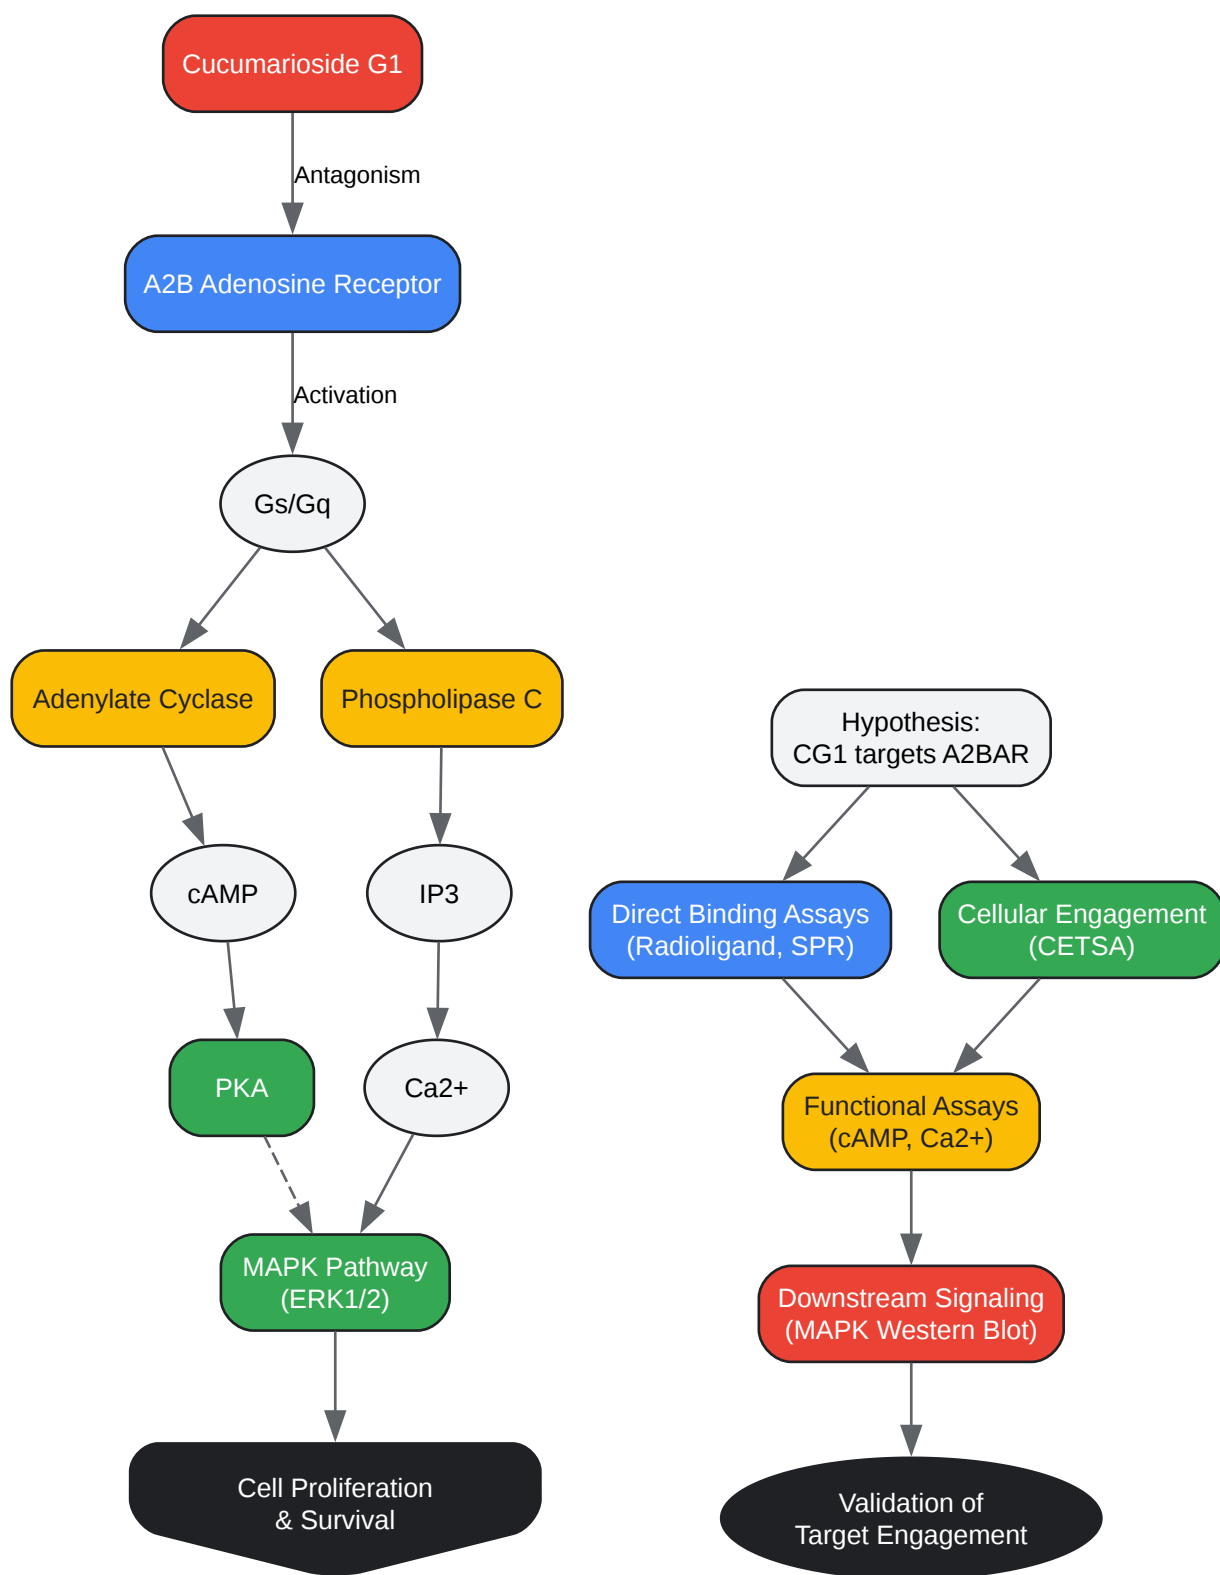 Cucumarioside G1
Antagonism
A2B Adenosine Receptor
Activation
Gs/Gq
Adenylate Cyclase
Phospholipase C
cAMP
IP3
PKA
Ca2+
MAPK Pathway
(ERK1/2)
Cell Proliferation
& Survival
Hypothesis:
CG1 targets A2BAR
Direct Binding Assays
(Radioligand, SPR)
Cellular Engagement
(CETSA)
Functional Assays
(cAMP, Ca2+)
Downstream Signaling
(MAPK Western Blot)
Validation of
Target Engagement